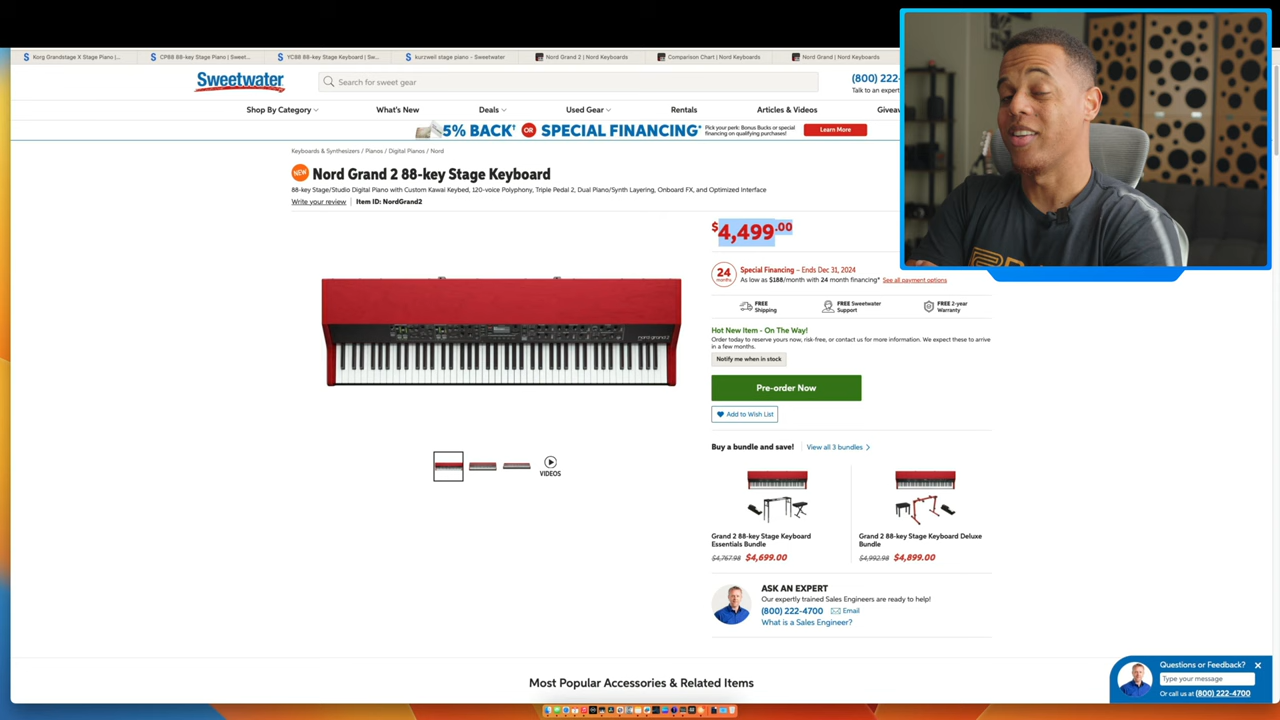 Korg Grandstage X Stage Piano |...
CP88 88-key Stage Piano | Sweet...
YC88 88-key Stage Keyboard | Sw...
kurzweil stage piano - Sweetwater
Nord Grand 2 | Nord Keyboards
Comparison Chart | Nord Keyboards
Nord Grand | Nord Keyboards
Sweetwater
Search for sweet gear
(800) 222-
Talk to an expert
Shop By Category
What's New
Deals
Used Gear
Rentals
Articles & Videos
Giveaw
5% BACK† OR SPECIAL FINANCING*
Pick your perk: Bonus Bucks or special
financing on qualifying purchases!
Learn More
Keyboards & Synthesizers / Pianos / Digital Pianos / Nord
NEW
Nord Grand 2 88-key Stage Keyboard
88-key Stage/Studio Digital Piano with Custom Kawai Keybed, 120-voice Polyphony, Triple Pedal 2, Dual Piano/Synth Layering, Onboard FX, and Optimized Interface
Write your review | Item ID: NordGrand2
$4,499.00
24
months
Special Financing - Ends Dec 31, 2024
As low as $188/month with 24 month financing* See all payment options
FREE
Shipping
FREE Sweetwater
Support
FREE 2-year
Warranty
Hot New Item - On The Way!
Order today to reserve yours now, risk-free, or contact us for more information. We expect these to arrive
in a few months.
Notify me when in stock
Pre-order Now
Add to Wish List
Buy a bundle and save!
View all 3 bundles
VIDEOS
Grand 2 88-key Stage Keyboard
Essentials Bundle
$4,767.98 $4,699.00
Grand 2 88-key Stage Keyboard Deluxe
Bundle
$4,992.98 $4,899.00
ASK AN EXPERT
Our expertly trained Sales Engineers are ready to help!
(800) 222-4700
Email
What is a Sales Engineer?
Most Popular Accessories & Related Items
Questions or Feedback?
Type your message
Or call us at (800) 222-4700